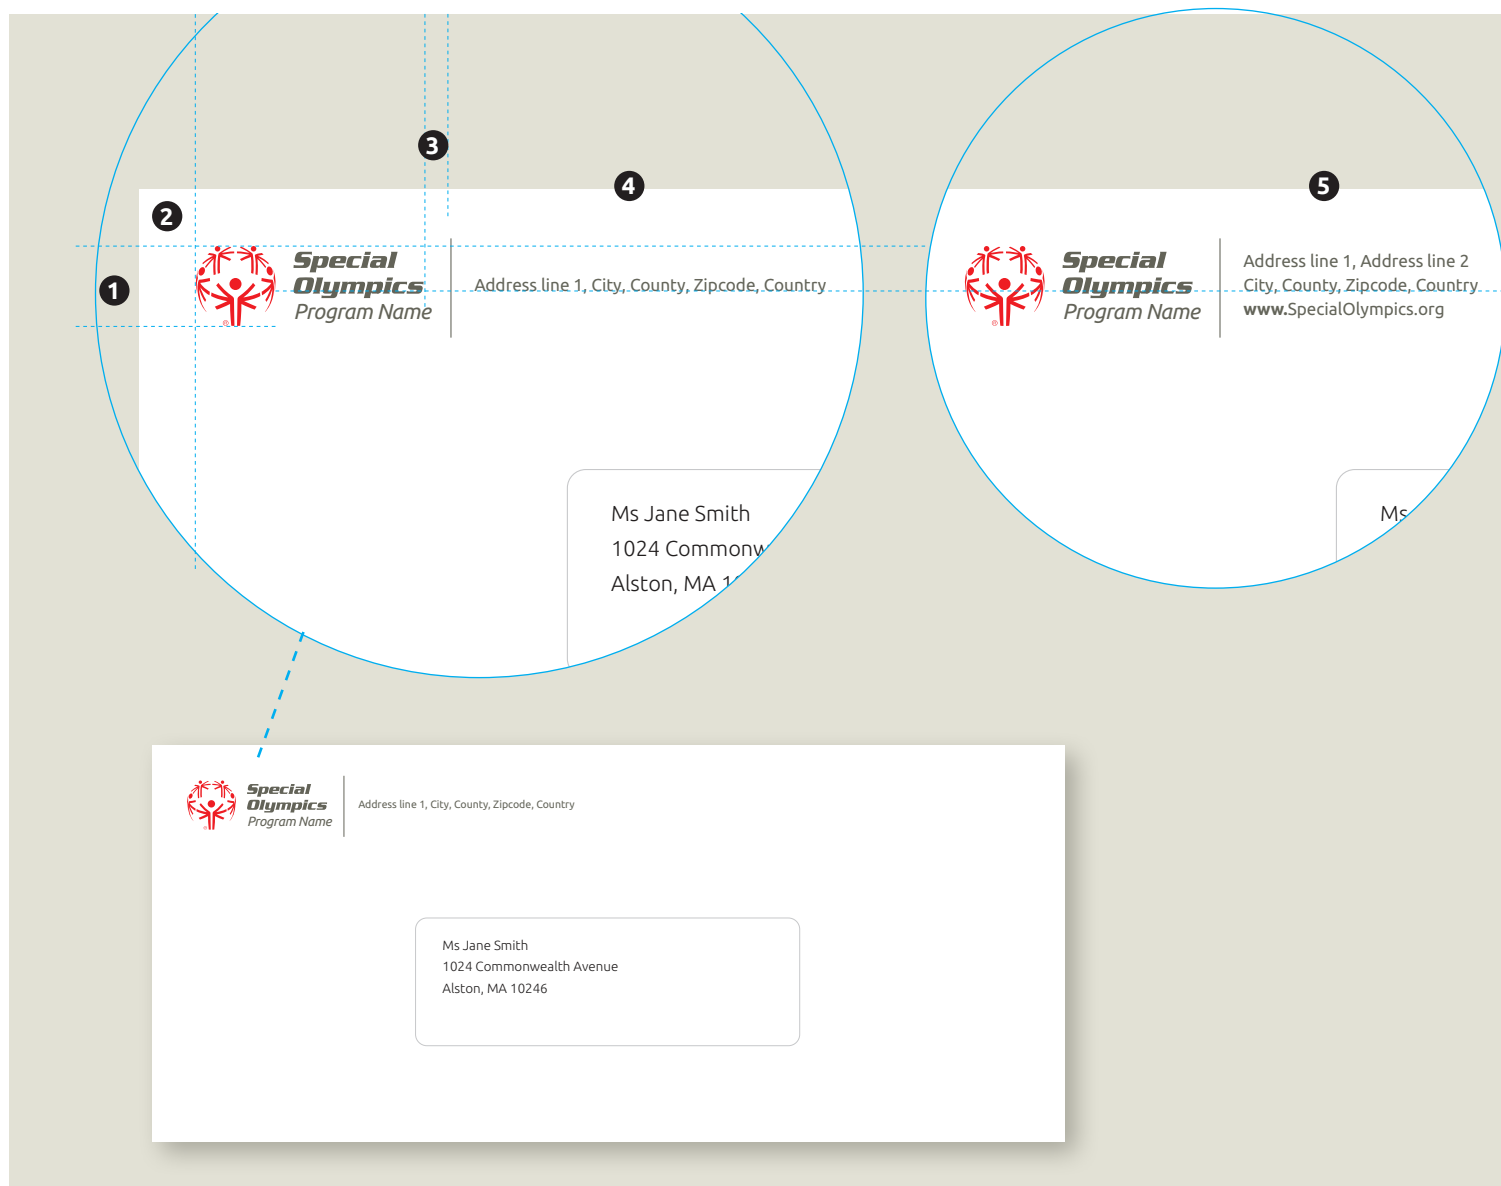 3
4
5
2
1
Special
Olympics
Program Name
Address line 1, City, County, Zipcode, Country
Special
Olympics
Program Name
Address line 1, Address line 2
City, County, Zipcode, Country
www.SpecialOlympics.org
Ms Jane Smith
1024 Commonw
Alston, MA 1
Ms
Special
Olympics
Program Name
Address line 1, City, County, Zipcode, Country
Ms Jane Smith
1024 Commonwealth Avenue
Alston, MA 10246